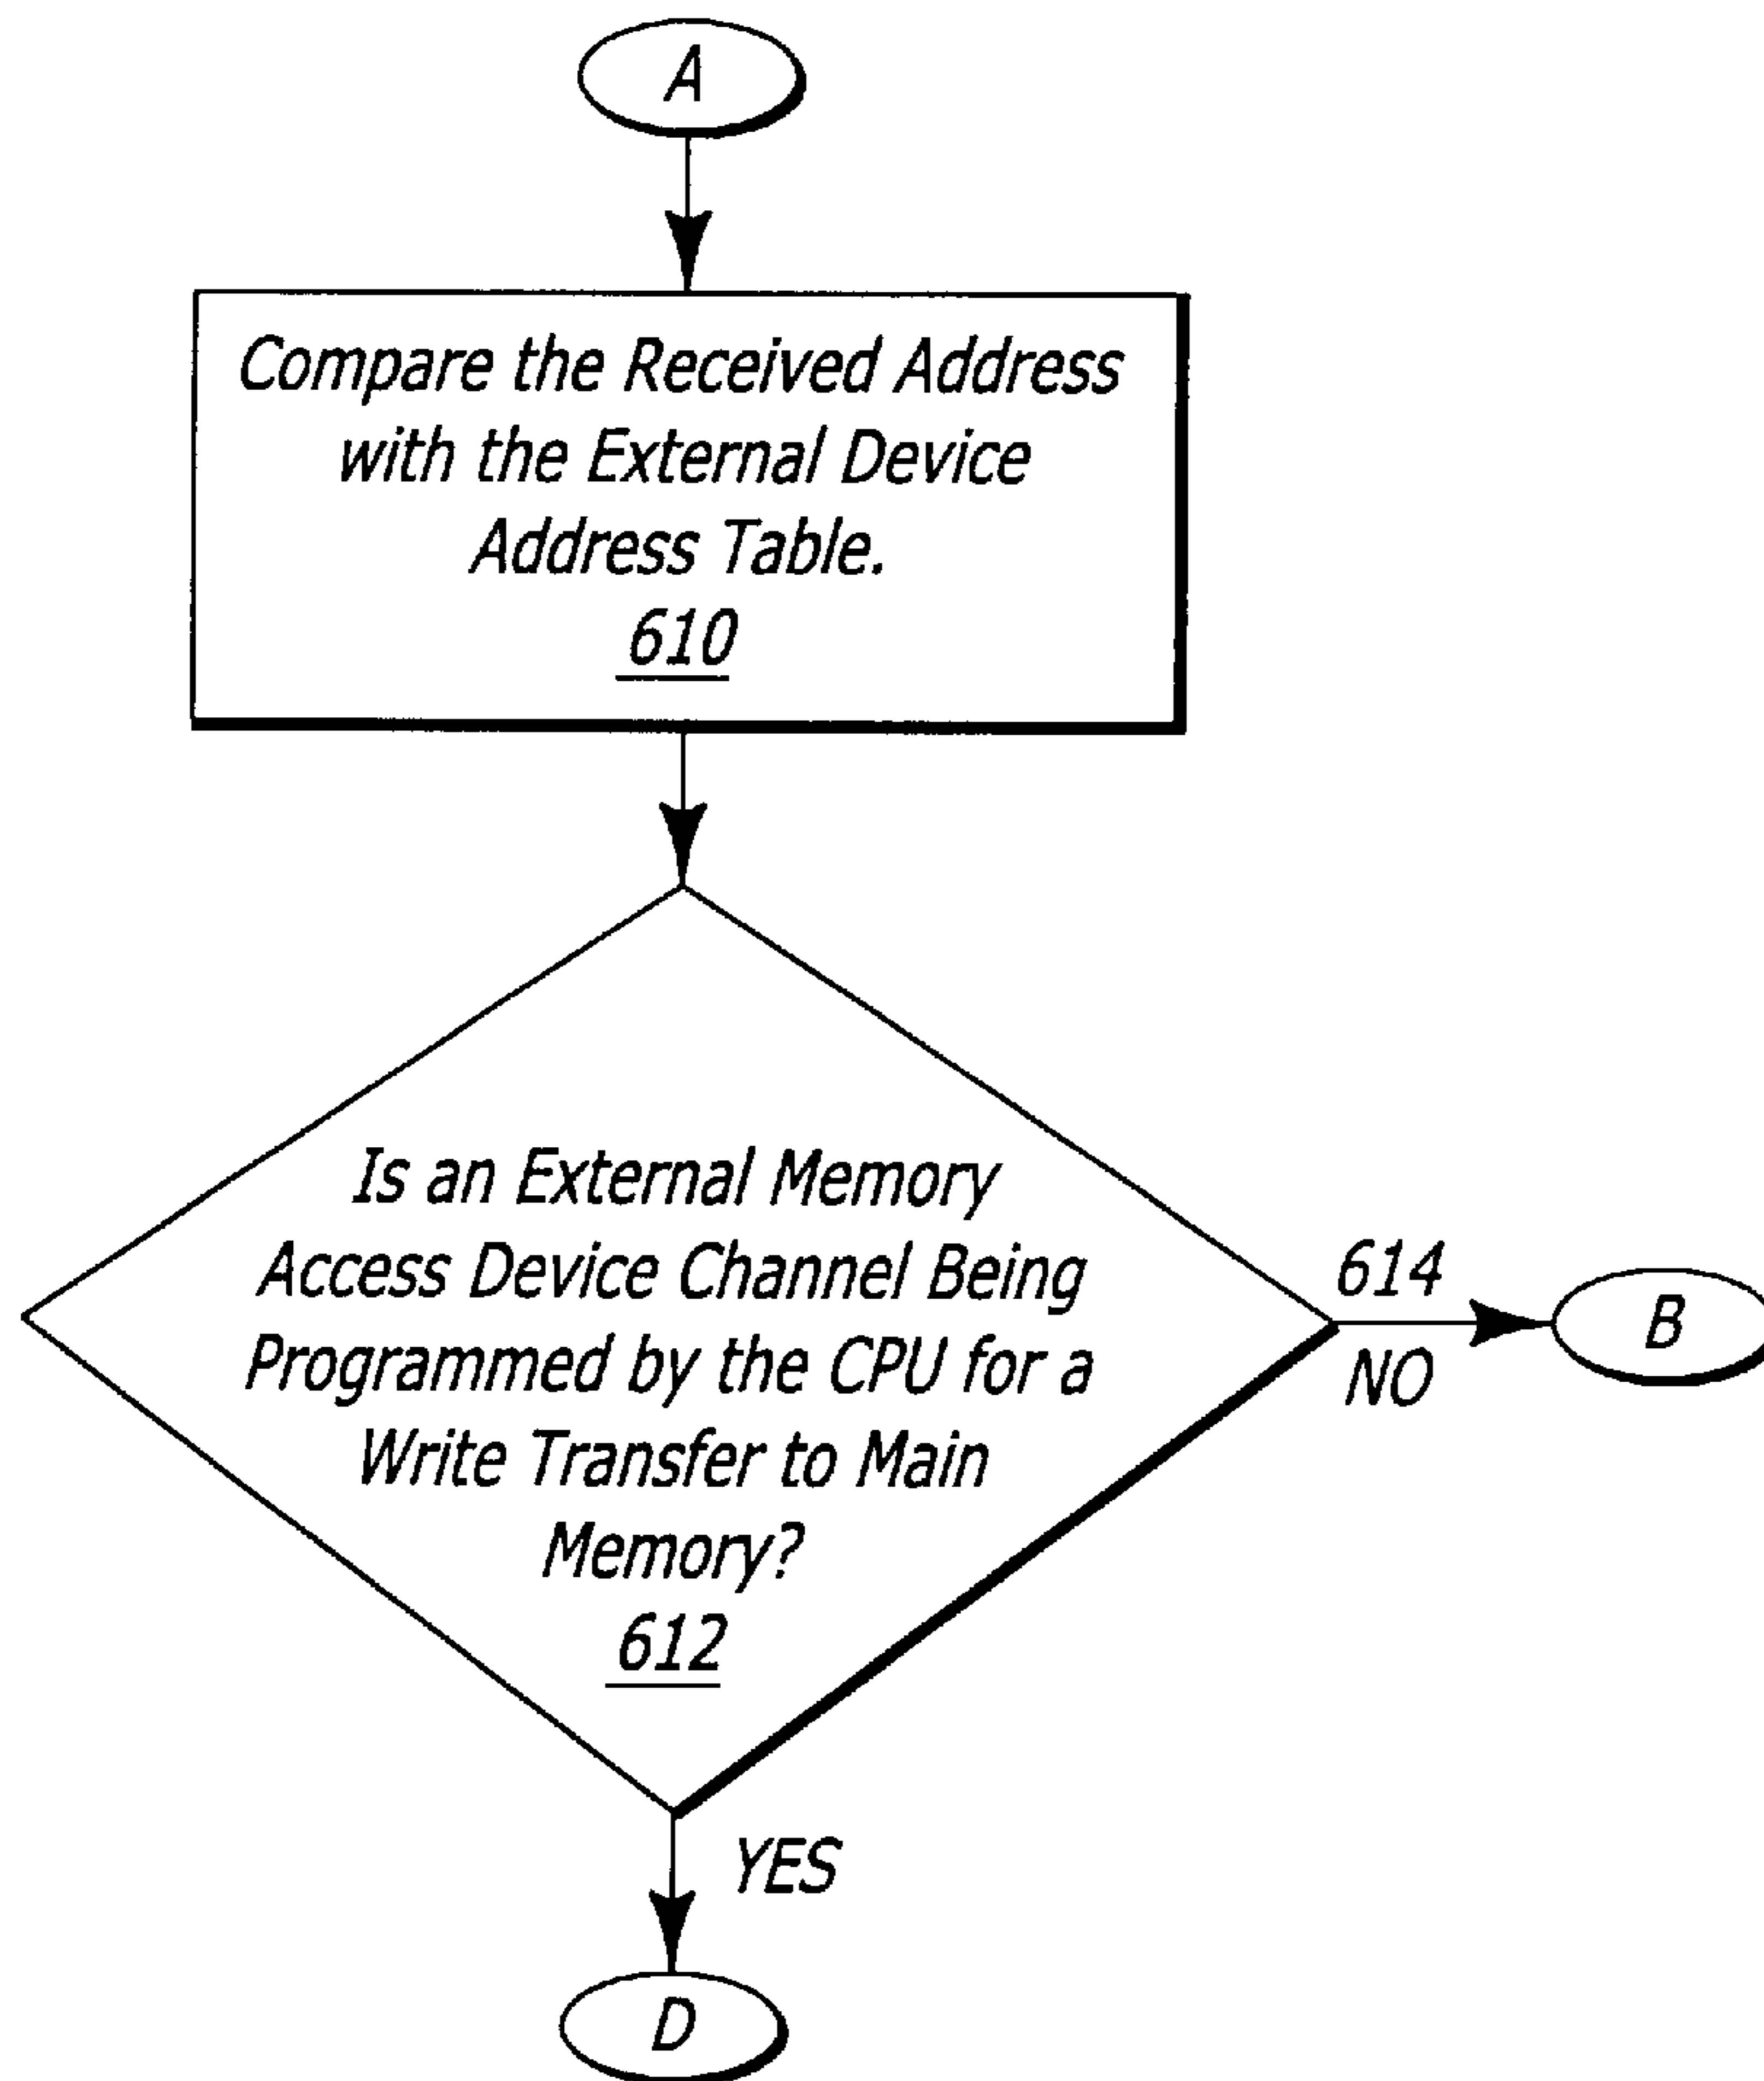 A
Compare the Received Address
with the External Device
Address Table.
610
Is an External Memory
Access Device Channel Being
Programmed by the CPU for a
Write Transfer to Main
Memory?
612
614
NO
B
YES
D